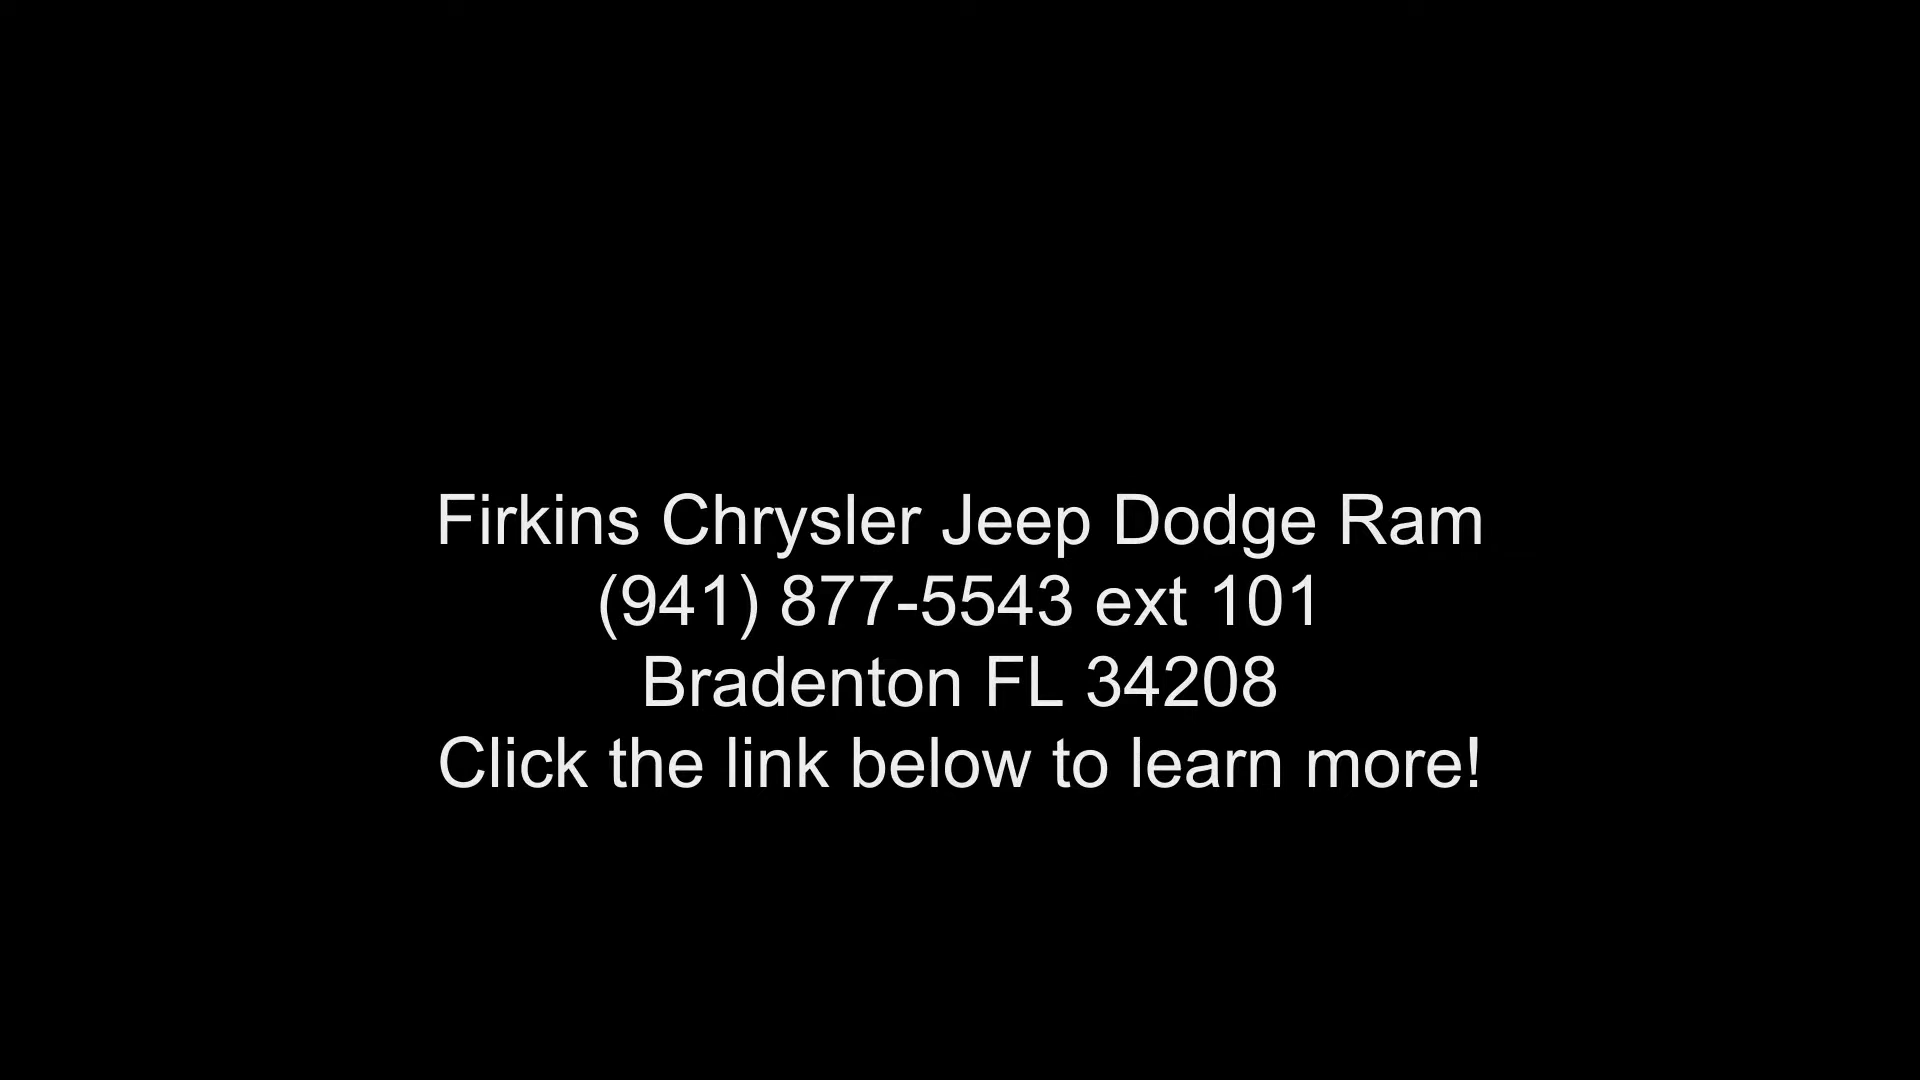 Firkins Chrysler Jeep Dodge Ram
(941) 877-5543 ext 101
Bradenton FL 34208
Click the link below to learn more!